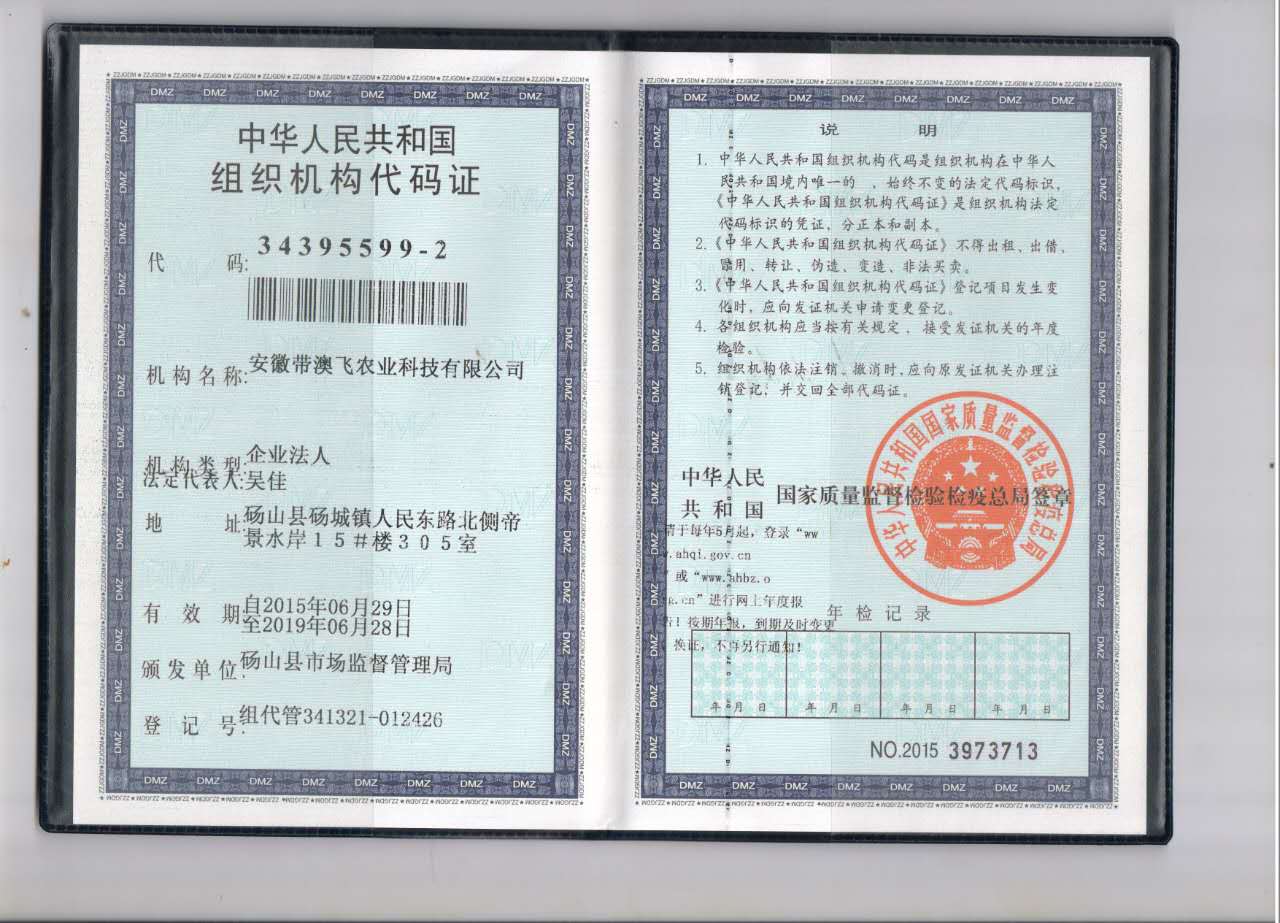 中华人民共和国
组织机构代码证
代 码: 34395599-2
机构名称: 安徽带澳飞农业科技有限公司
机构类型: 企业法人
法定代表人: 吴佳
地 址: 砀山县砀城镇人民东路北侧帝
景水岸15#楼305室
有 效 期: 自2015年06月29日
至2019年06月28日
颁发单位: 砀山县市场监督管理局
登 记 号: 组代管341321-012426
说 明
1. 中华人民共和国组织机构代码是组织机构在中华人
民共和国境内唯一的 、始终不变的法定代码标识,
《中华人民共和国组织机构代码证》是组织机构法定
代码标识的凭证, 分正本和副本。
2.《中华人民共和国组织机构代码证》不得出租、出借、
冒用、转让、伪造、变造、非法买卖。
3.《中华人民共和国组织机构代码证》登记项目发生变
化时, 应向发证机关申请变更登记。
4. 各组织机构应当按有关规定 , 接受发证机关的年度
检验。
5. 组织机构依法注销、撤消时, 应向原发证机关办理注
销登记, 并交回全部代码证。
中华人民
共 和 国 国家质量监督检验检疫总局签章
中华人民共和国国家质量监督检验检疫总局
请于每年5月起, 登录“ww
w.ahqi.gov.cn
” 或“www.ahbz.o
rg.cn”进行网上年度报
告! 按期年报, 到期及时变更
换证, 不再另行通知!
年 检 记 录
年 月 日 年 月 日 年 月 日 年 月 日
NO.2015 3973713